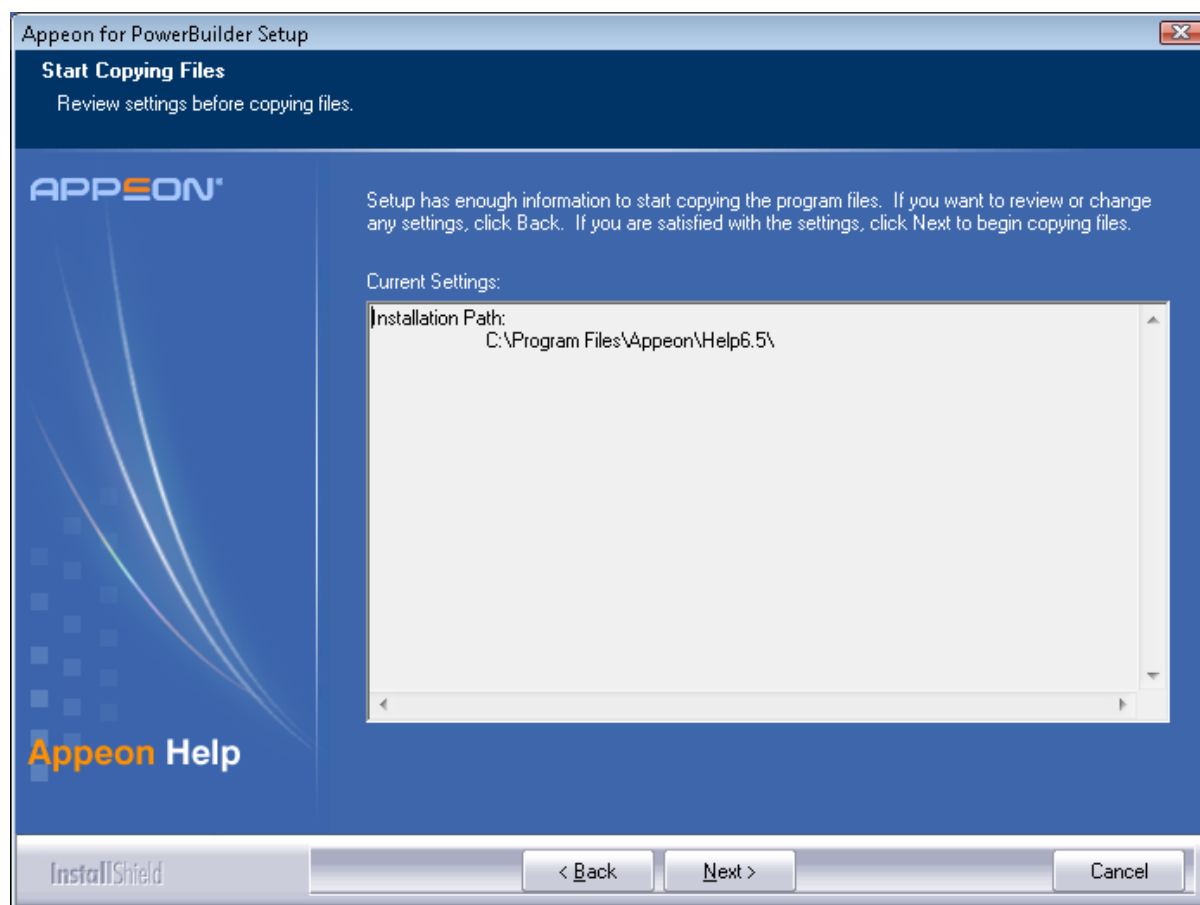 Appeon for PowerBuilder Setup
Start Copying Files
Review settings before copying files.
APPEON®
Setup has enough information to start copying the program files. If you want to review or change
any settings, click Back. If you are satisfied with the settings, click Next to begin copying files.
Current Settings:
Installation Path:
C:\Program Files\Appeon\Help6.5\
Appeon Help
InstallShield
< Back
Next >
Cancel